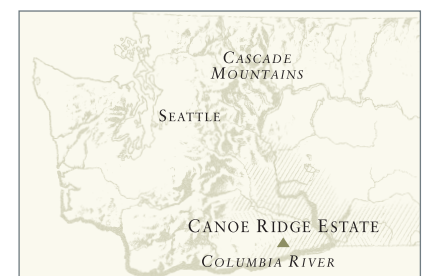 CASCADE
MOUNTAINS
SEATTLE
CANOE RIDGE ESTATE
COLUMBIA RIVER